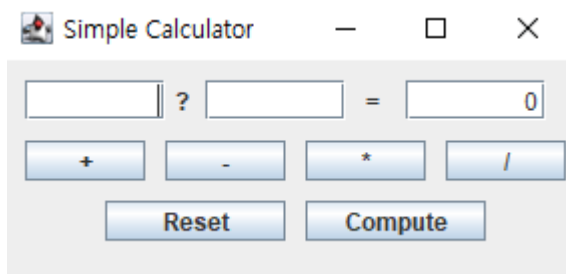 Simple Calculator
? = 0
+ - * /
Reset Compute